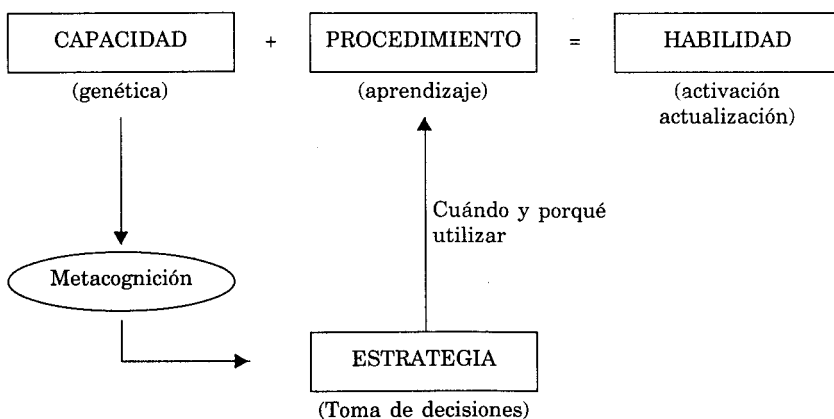 CAPACIDAD + PROCEDIMIENTO = HABILIDAD
(genética) (aprendizaje) (activación
actualización)
Cuándo y porqué
utilizar
Metacognición
ESTRATEGIA
(Toma de decisiones)